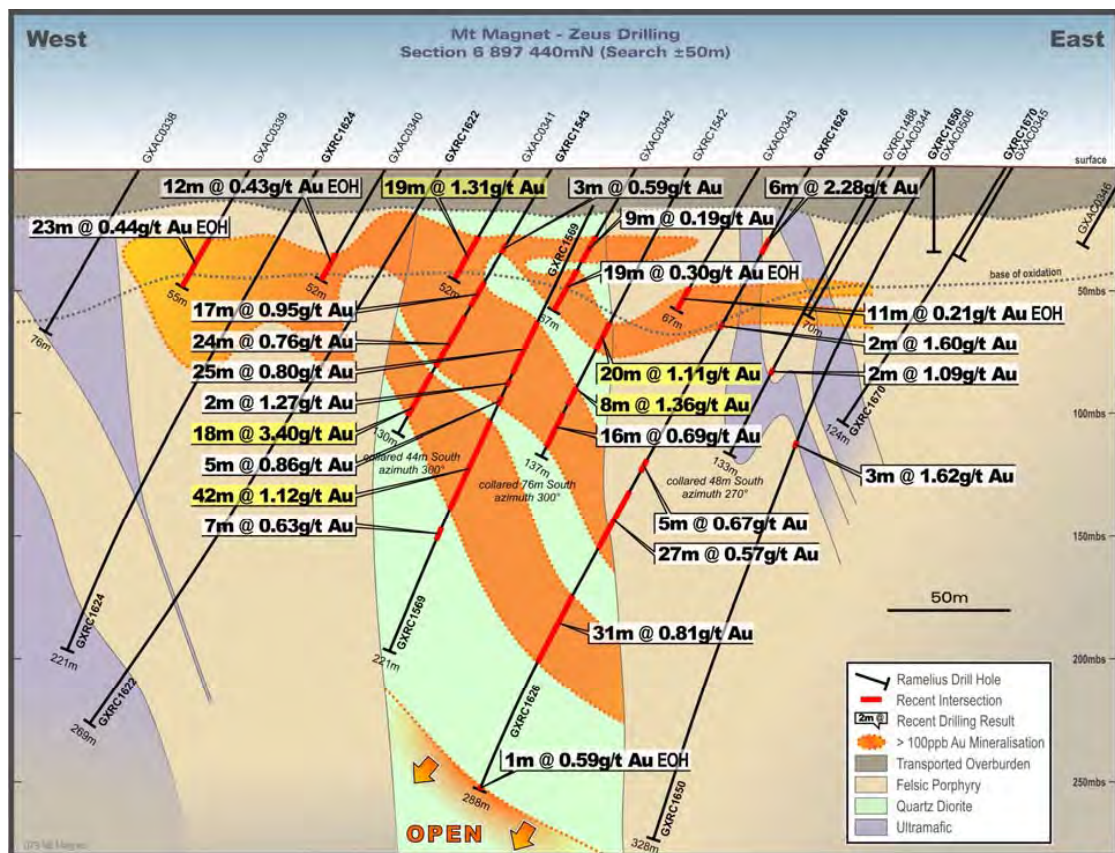 West
Mt Magnet - Zeus Drilling
Section 6 897 440mN (Search ±50m)
East
GXAC0338
GXAC0339
GXRC1624
GXAC0340
GXRC1622
GXAC0341
GXRC1543
GXAC0342
GXRC1542
GXAC0343
GXRC1626
GXRC1488
GXAC0344
GXRC1650
GXAC0506
GXRC1670
GXAC0345
surface
GXAC0346
12m @ 0.43g/t Au EOH
19m @ 1.31g/t Au
3m @ 0.59g/t Au
6m @ 2.28g/t Au
23m @ 0.44g/t Au EOH
9m @ 0.19g/t Au
GXRC1569
19m @ 0.30g/t Au EOH
base of oxidation
55m
52m
52m
50mbs
17m @ 0.95g/t Au
67m
67m
70m
11m @ 0.21g/t Au EOH
76m
24m @ 0.76g/t Au
2m @ 1.60g/t Au
25m @ 0.80g/t Au
20m @ 1.11g/t Au
2m @ 1.09g/t Au
2m @ 1.27g/t Au
8m @ 1.36g/t Au
18m @ 3.40g/t Au
130m
16m @ 0.69g/t Au
124m
GXRC1670
100mbs
collared 44m South
azimuth 300°
5m @ 0.86g/t Au
137m
133m
3m @ 1.62g/t Au
collared 76m South
azimuth 300°
collared 48m South
azimuth 270°
42m @ 1.12g/t Au
7m @ 0.63g/t Au
5m @ 0.67g/t Au
27m @ 0.57g/t Au
150mbs
50m
GXRC1624
GXRC1569
31m @ 0.81g/t Au
221m
221m
200mbs
GXRC1622
269m
GXRC1626
Ramelius Drill Hole
Recent Intersection
2m @
Recent Drilling Result
> 100ppb Au Mineralisation
Transported Overburden
Felsic Porphyry
Quartz Diorite
Ultramafic
1m @ 0.59g/t Au EOH
288m
GXRC1650
250mbs
OPEN
328m